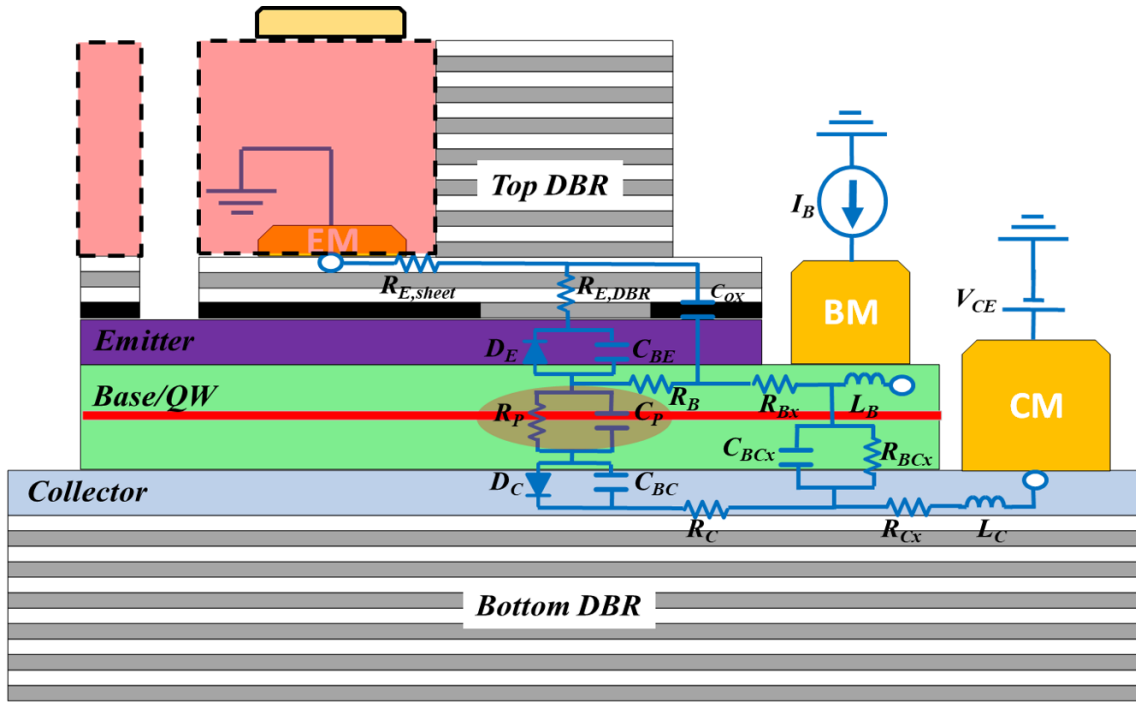 EM
Top DBR
I_B
V_CE
R_E,sheet
R_E,DBR
C_OX
BM
Emitter
D_E
C_BE
CM
Base/QW
R_B
R_Bx
L_B
R_P
C_P
C_BCx
R_BCx
Collector
D_C
C_BC
R_C
R_Cx
L_C
Bottom DBR